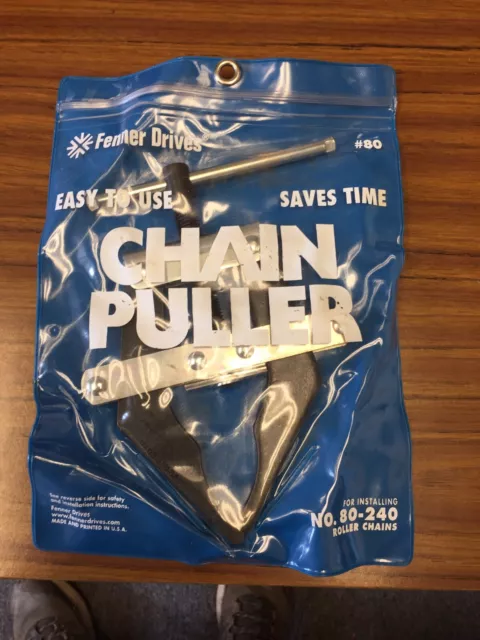 Fenner Drives
#80
EASY TO USE
SAVES TIME
CHAIN
PULLER
See reverse side for safety
and installation instructions.
Fenner Drives
www.fennerdrives.com
MADE AND PRINTED IN U.S.A.
FOR INSTALLING
NO. 80-240
ROLLER CHAINS